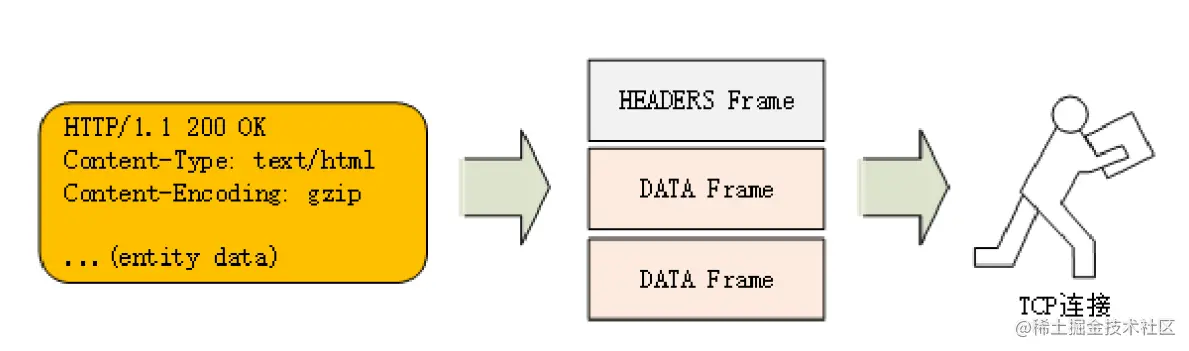 HTTP/1.1 200 OK
Content-Type: text/html
Content-Encoding: gzip
...(entity data)
HEADERS Frame
DATA Frame
DATA Frame
TCP连接
@稀土掘金技术社区